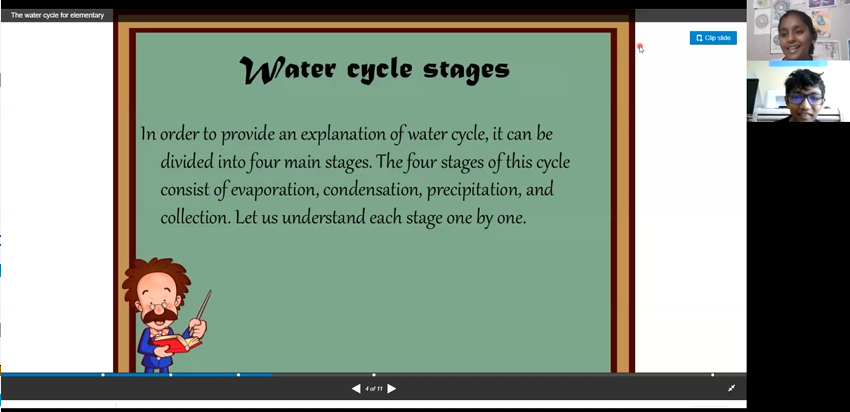 The water cycle for elementary
Clip slide
Water cycle stages
In order to provide an explanation of water cycle, it can be
divided into four main stages. The four stages of this cycle
consist of evaporation, condensation, precipitation, and
collection. Let us understand each stage one by one.
4 of 11